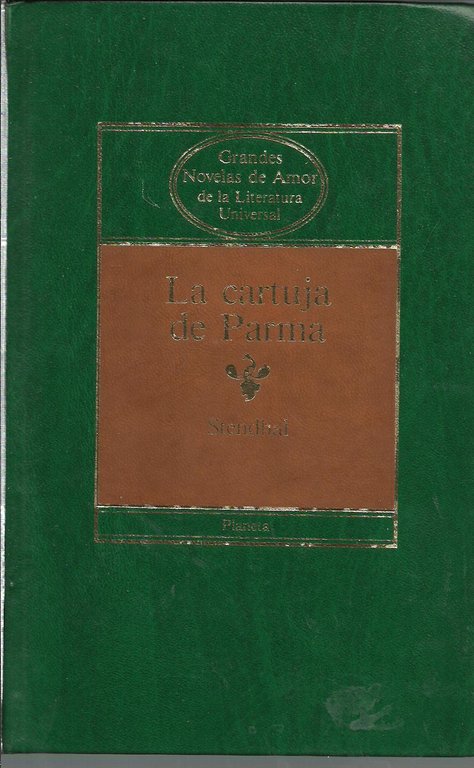 Grandes
Novelas de Amor
de la Literatura
Universal
La cartuja
de Parma
Stendhal
Planeta